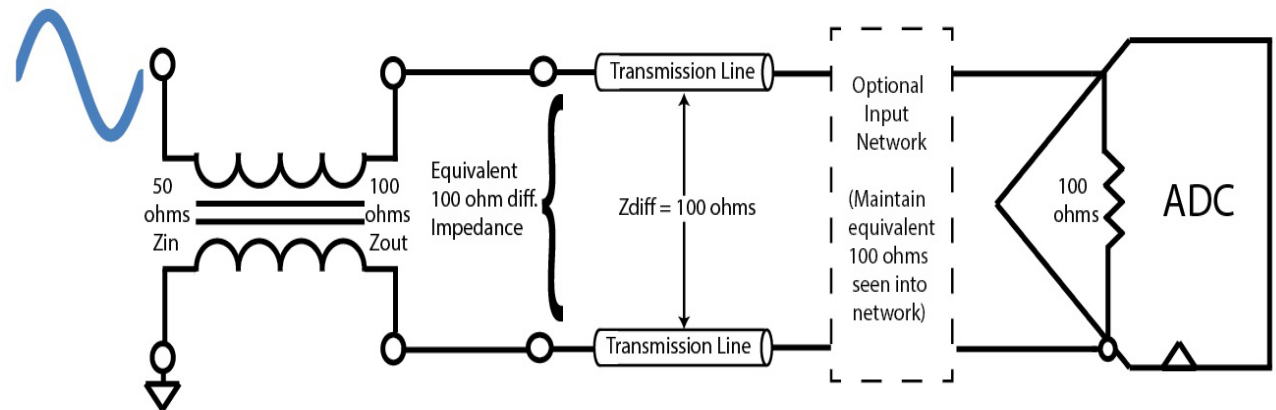 50
ohms
Zin
100
ohms
Zout
Equivalent
100 ohm diff.
Impedance
Transmission Line
Zdiff = 100 ohms
Transmission Line
Optional
Input
Network
(Maintain
equivalent
100 ohms
seen into
network)
100
ohms
ADC